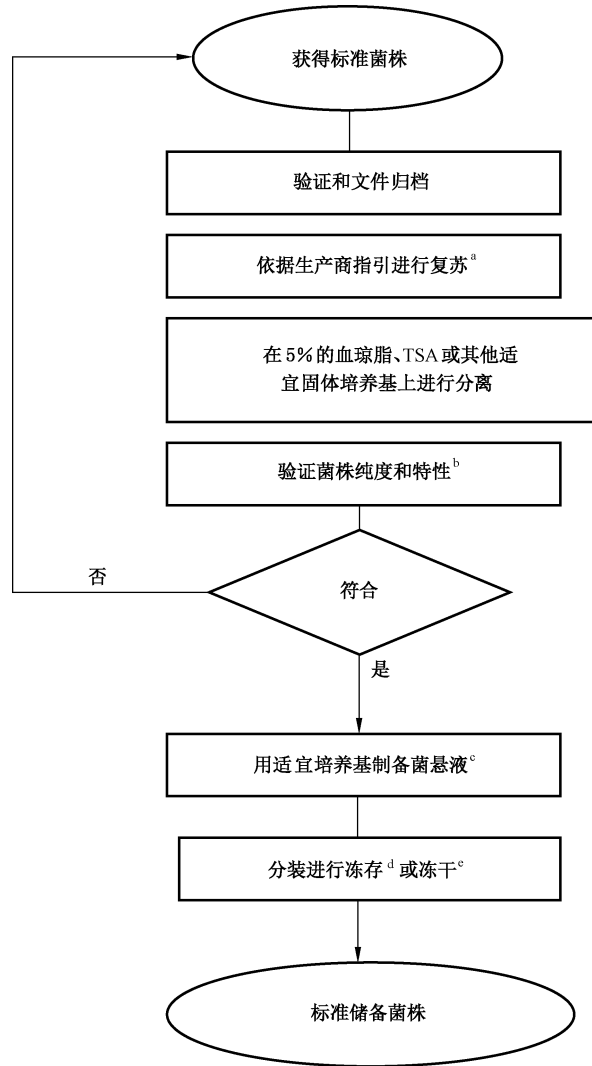 获得标准菌株
验证和文件归档
依据生产商指引进行复苏a
在5%的血琼脂、TSA或其他适
宜固体培养基上进行分离
验证菌株纯度和特性b
否
符合
是
用适宜培养基制备菌悬液c
分装进行冻存d或冻干e
标准储备菌株